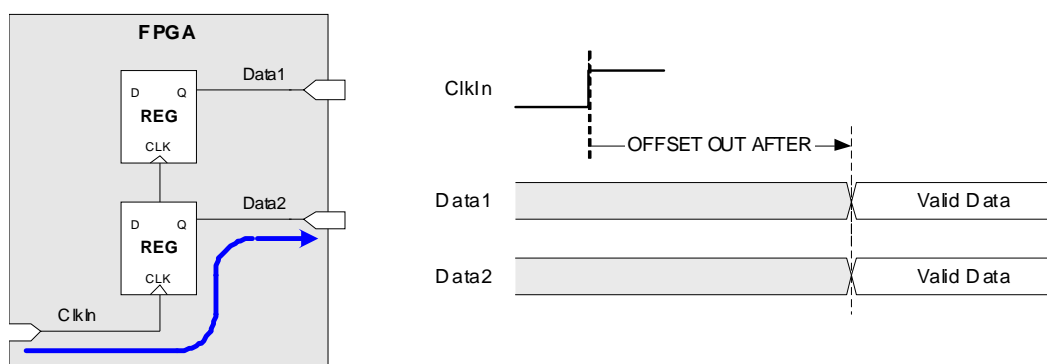 FPGA
Data1
D Q
REG
CLK
Data2
D Q
REG
CLK
ClkIn
ClkIn
OFFSET OUT AFTER
Data1
Valid Data
Data2
Valid Data